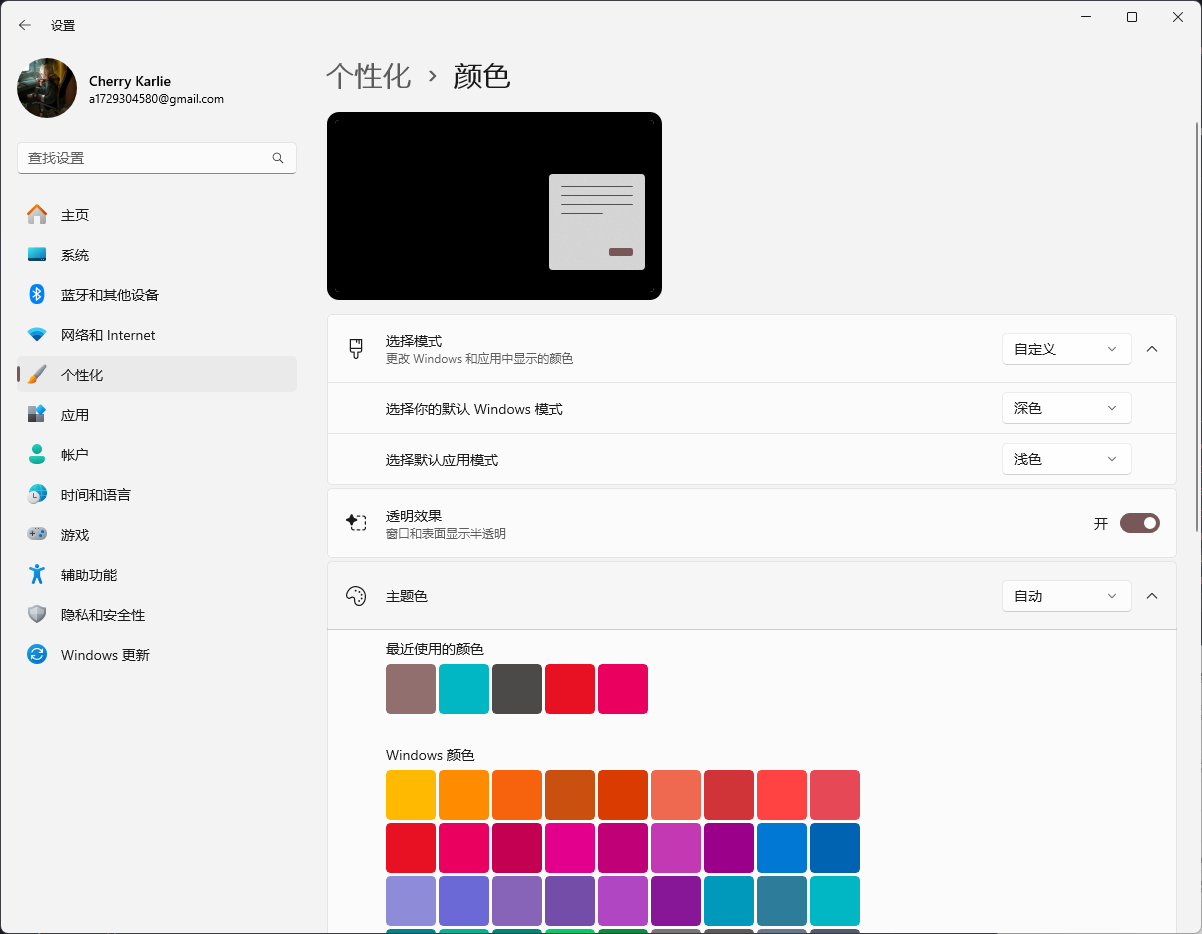 设置
Cherry Karlie
a1729304580@gmail.com
查找设置
主页
系统
蓝牙和其他设备
网络和 Internet
个性化
应用
帐户
时间和语言
游戏
辅助功能
隐私和安全性
Windows 更新
个性化 › 颜色
选择模式
更改 Windows 和应用中显示的颜色
自定义
选择你的默认 Windows 模式
深色
选择默认应用模式
浅色
透明效果
窗口和表面显示半透明
开
主题色
自动
最近使用的颜色
Windows 颜色